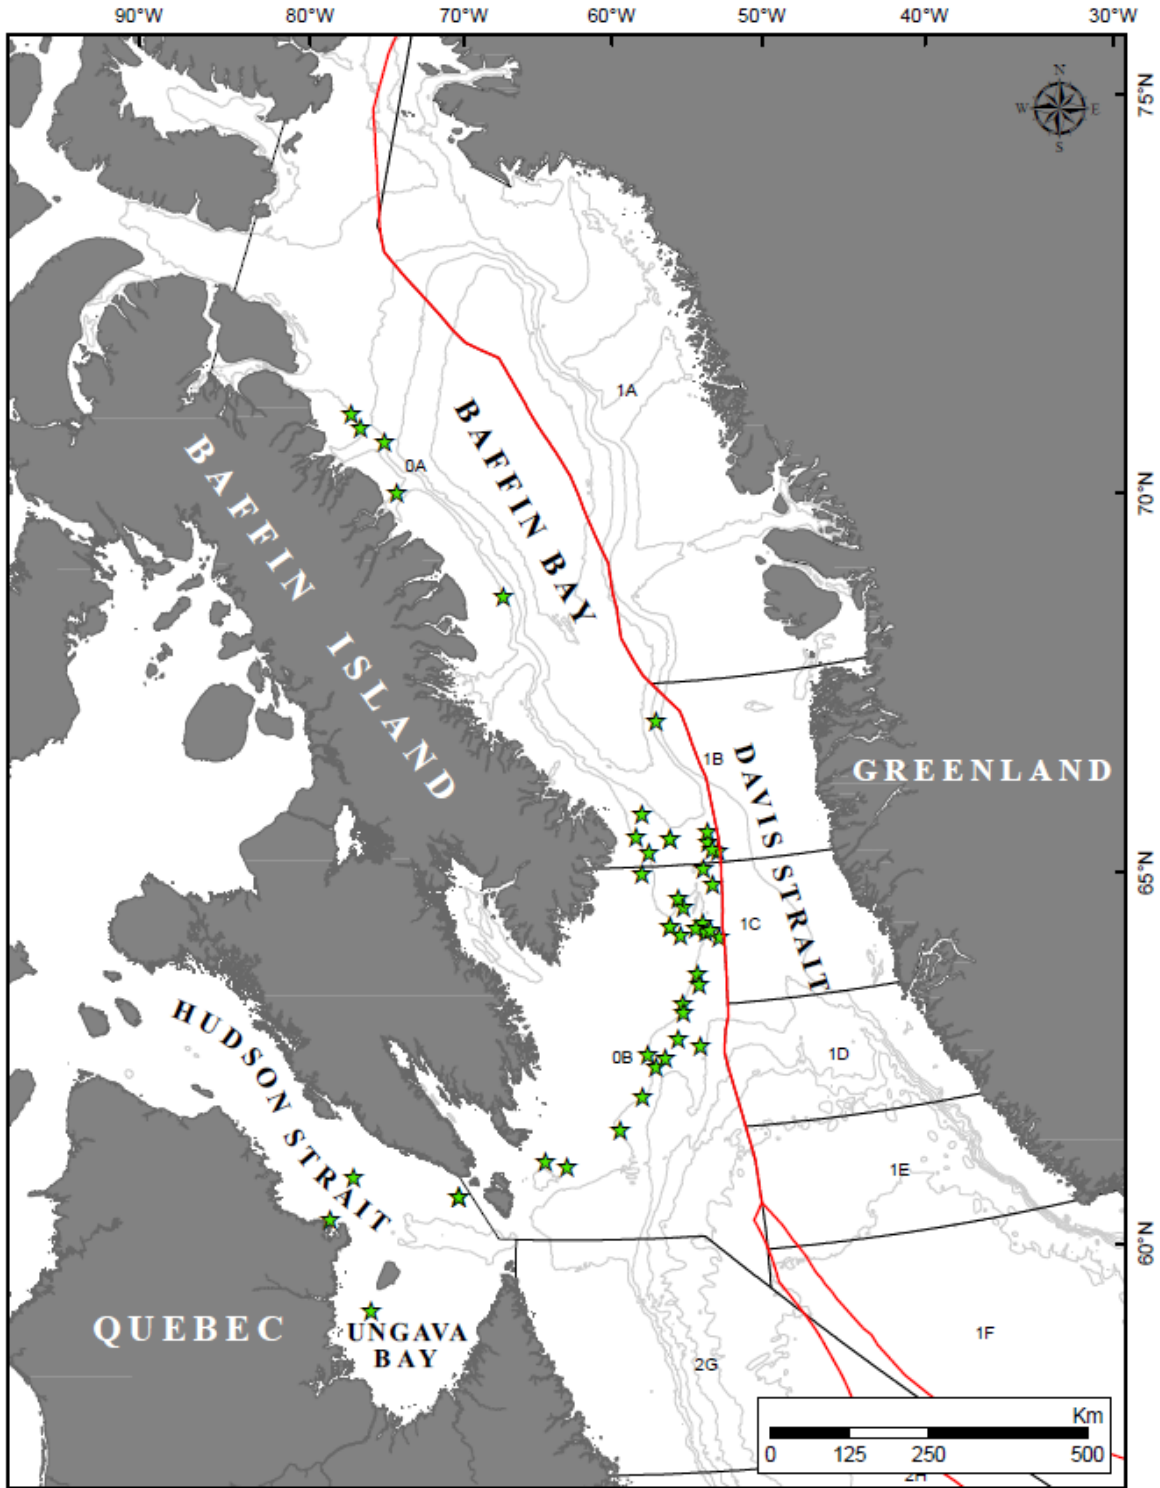 90°W 80°W 70°W 60°W 50°W 40°W 30°W
N
W E
S
75°N
1A
BAFFIN BAY
0A
BAFFIN ISLAND
70°N
1B
DAVIS STRAIT
GREENLAND
65°N
1C
HUDSON STRAIT
0B
1D
1E
60°N
QUEBEC
UNGAVA
BAY
1F
2G
Km
0 125 250 500
2H